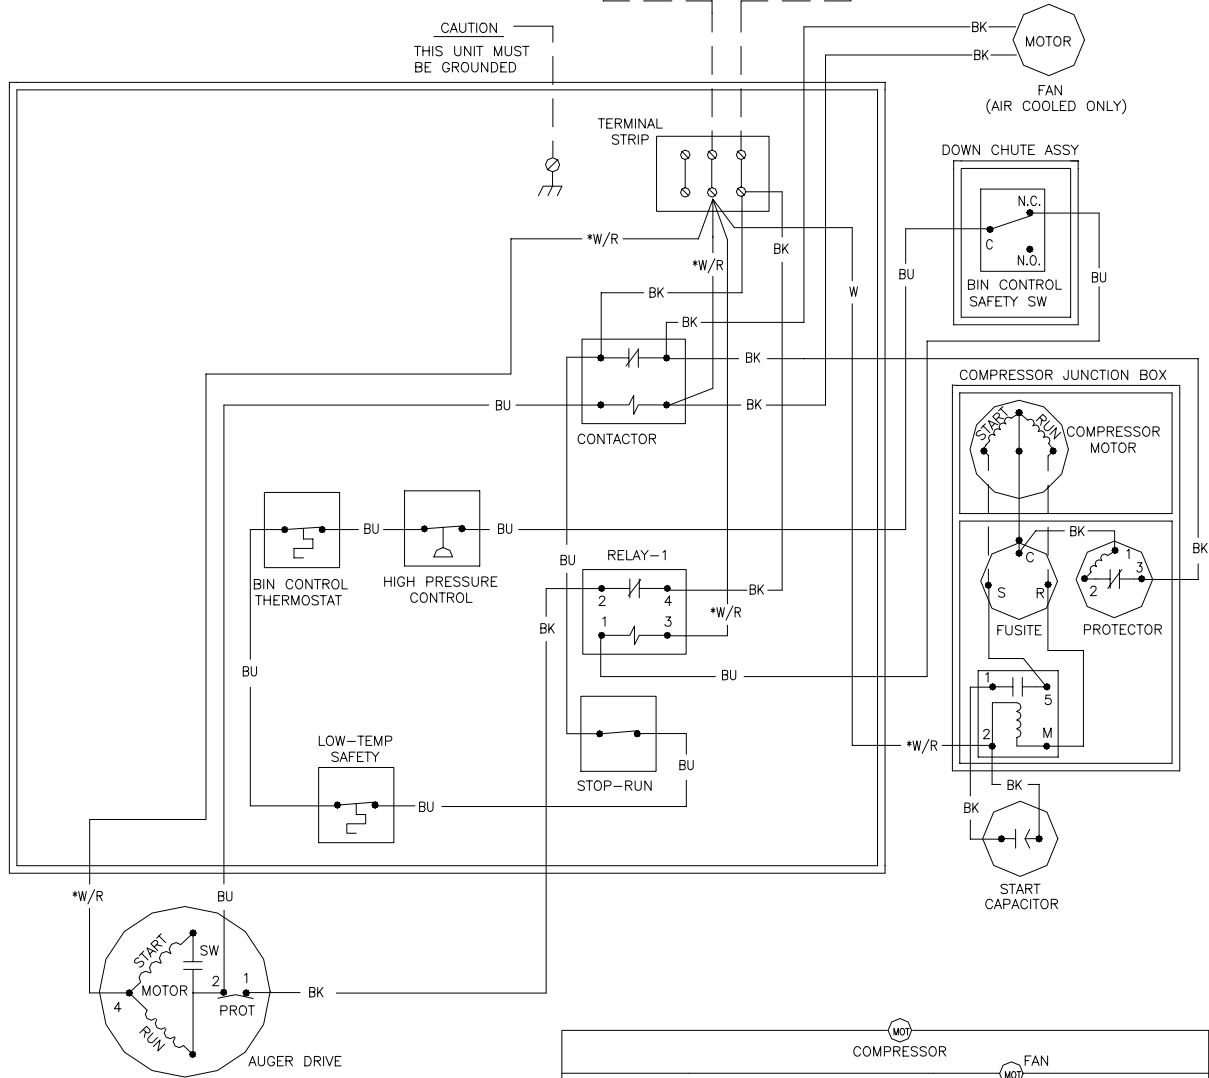 CAUTION
THIS UNIT MUST
BE GROUNDED
BK
BK
MOTOR
FAN
(AIR COOLED ONLY)
TERMINAL
STRIP
DOWN CHUTE ASSY
N.C.
C
N.O.
BIN CONTROL
SAFETY SW
*W/R
*W/R
BK
BU
BU
BK
W
BK
BK
COMPRESSOR JUNCTION BOX
BU
BK
CONTACTOR
START
RUN
COMPRESSOR
MOTOR
BU
BU
BU
BK
BK
BIN CONTROL
THERMOSTAT
HIGH PRESSURE
CONTROL
RELAY-1
2
4
1
3
BK
*W/R
BK
C
S
R
FUSITE
1
3
2
PROTECTOR
BU
BU
1
5
2
M
*W/R
LOW-TEMP
SAFETY
BU
STOP-RUN
BU
BK
BK
START
CAPACITOR
*W/R
BU
START
SW
MOTOR
2
1
4
PROT
RUN
BK
AUGER DRIVE
MOT
COMPRESSOR
FAN
MOT